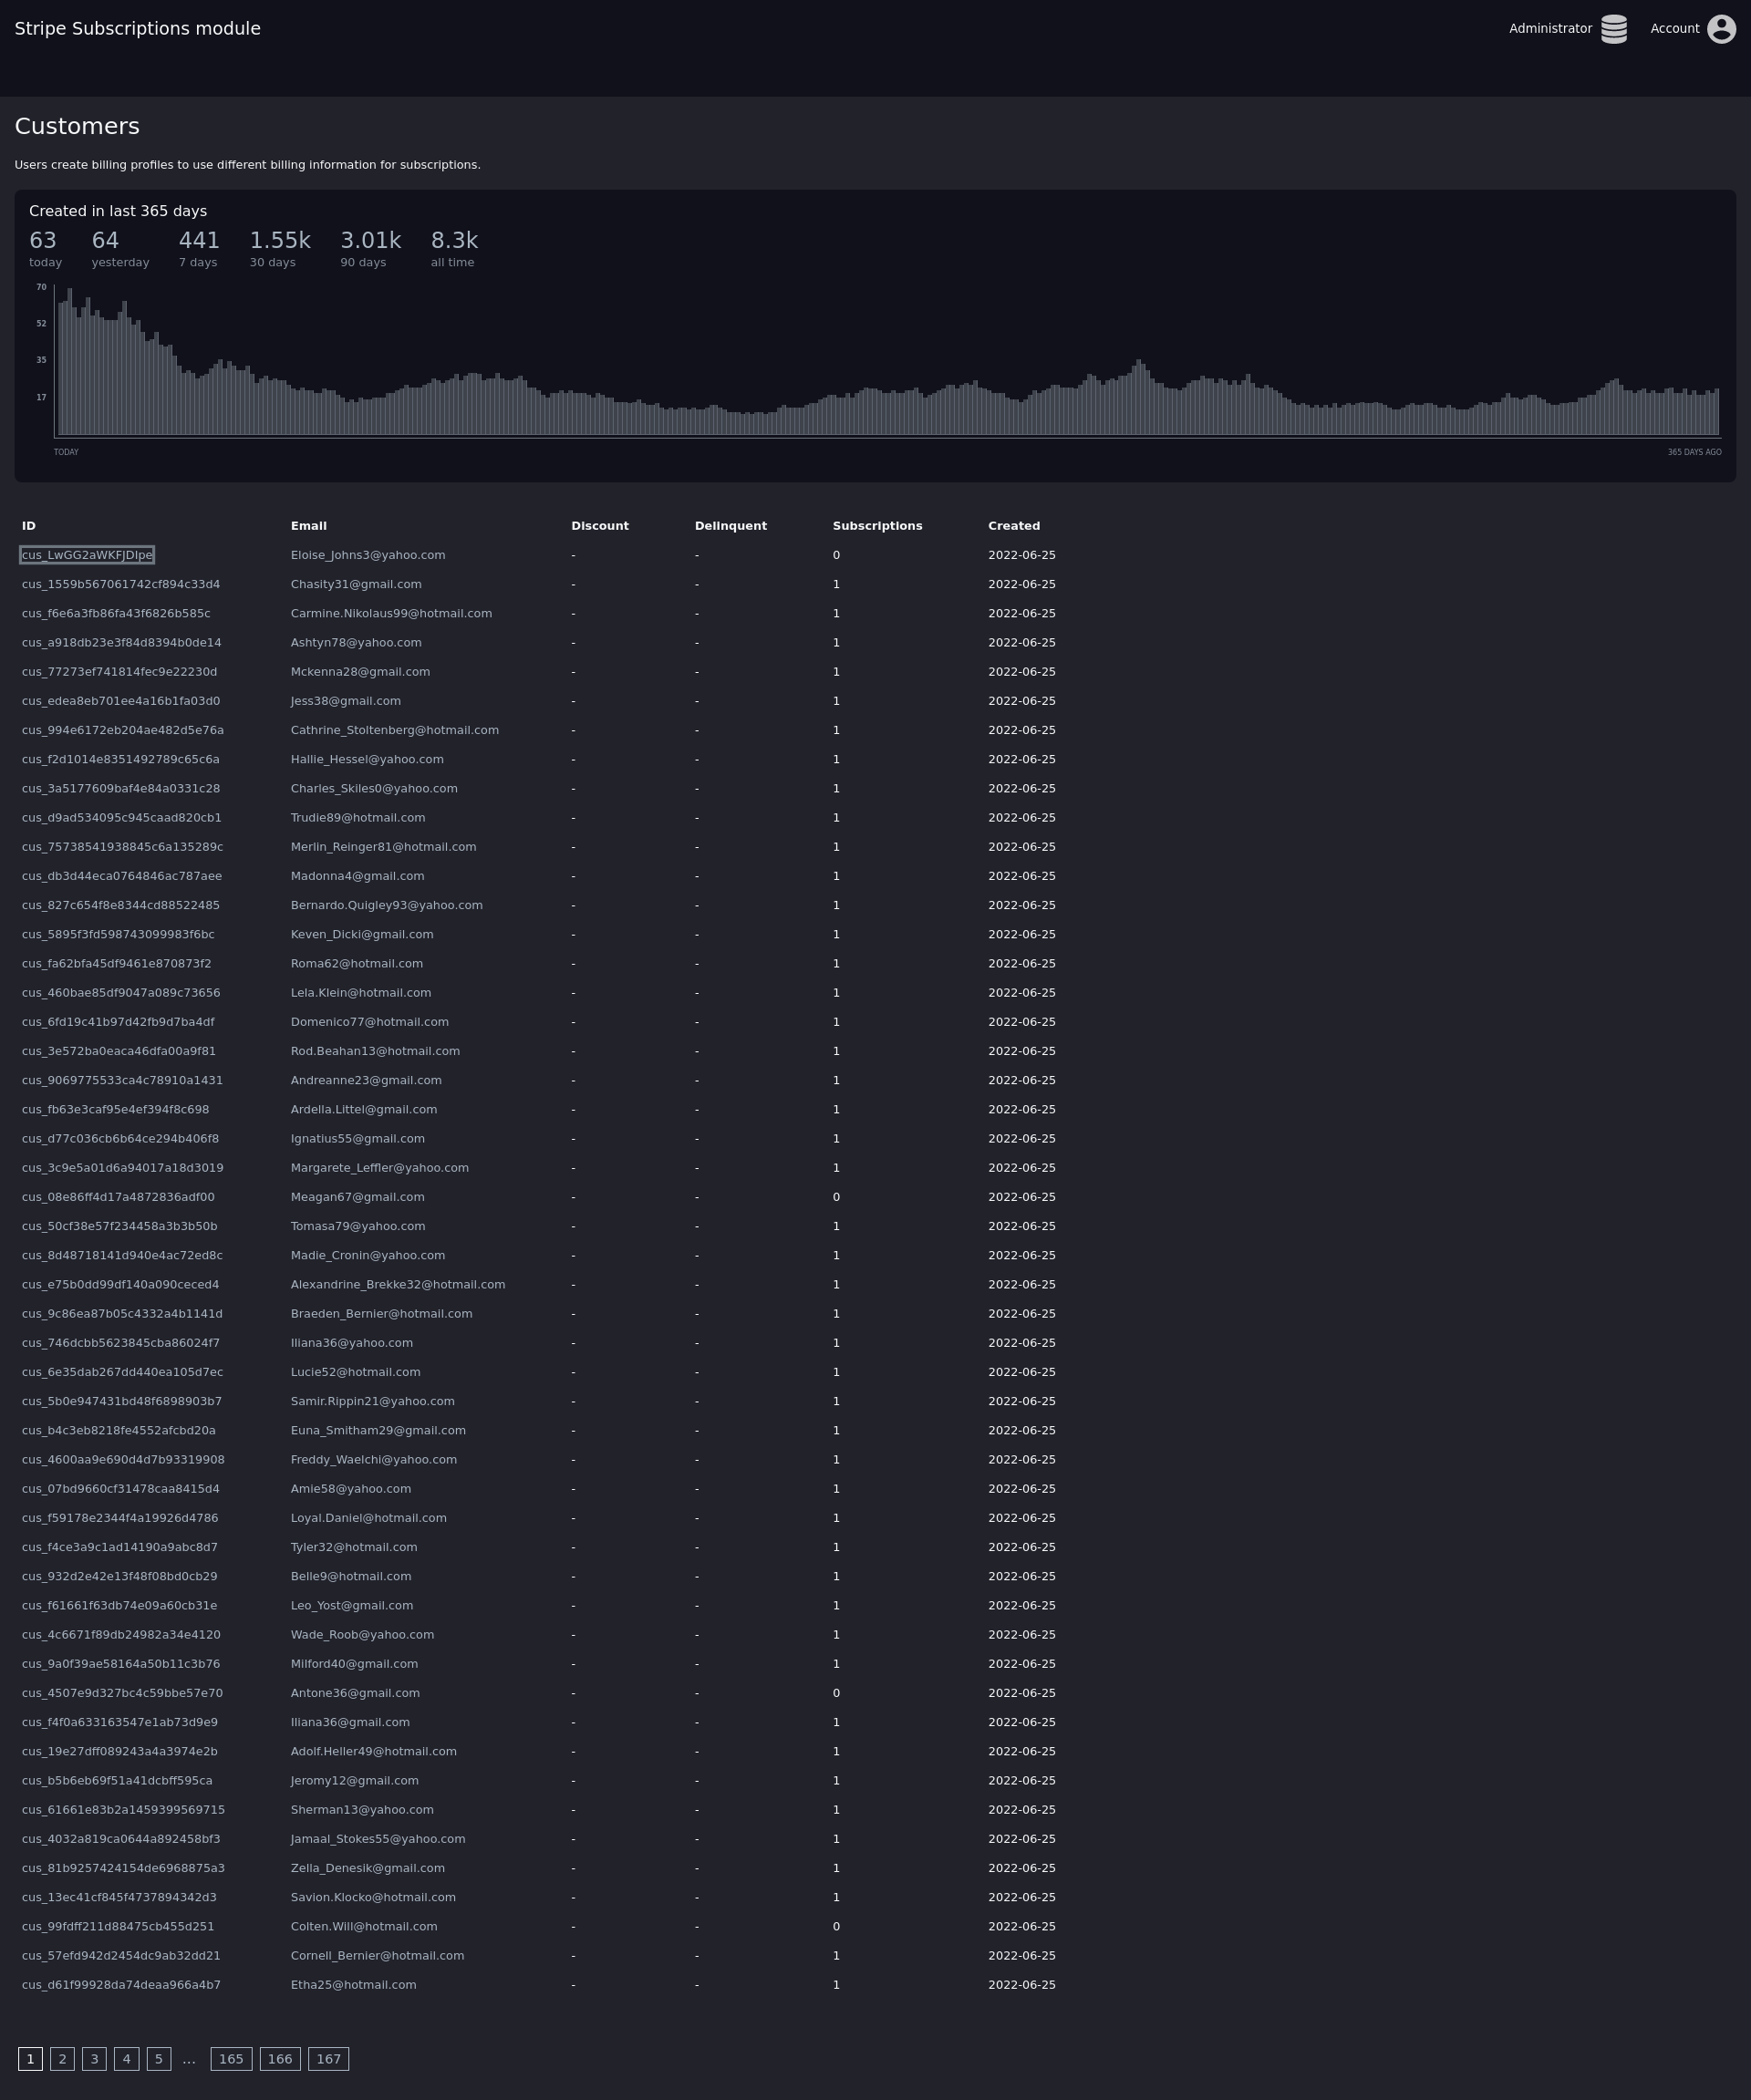 Stripe Subscriptions module
Administrator Account
Customers
Users create billing profiles to use different billing information for subscriptions.
Created in last 365 days
63 64 441 1.55k 3.01k 8.3k
today yesterday 7 days 30 days 90 days all time
70
52
35
17
TODAY 365 DAYS AGO
ID Email Discount Delinquent Subscriptions Created
cus_LwGG2aWKFJDIpe Eloise_Johns3@yahoo.com - - 0 2022-06-25
cus_1559b567061742cf894c33d4 Chasity31@gmail.com - - 1 2022-06-25
cus_f6e6a3fb86fa43f6826b585c Carmine.Nikolaus99@hotmail.com - - 1 2022-06-25
cus_a918db23e3f84d8394b0de14 Ashtyn78@yahoo.com - - 1 2022-06-25
cus_77273ef741814fec9e22230d Mckenna28@gmail.com - - 1 2022-06-25
cus_edea8eb701ee4a16b1fa03d0 Jess38@gmail.com - - 1 2022-06-25
cus_994e6172eb204ae482d5e76a Cathrine_Stoltenberg@hotmail.com - - 1 2022-06-25
cus_f2d1014e8351492789c65c6a Hallie_Hessel@yahoo.com - - 1 2022-06-25
cus_3a5177609baf4e84a0331c28 Charles_Skiles0@yahoo.com - - 1 2022-06-25
cus_d9ad534095c945caad820cb1 Trudie89@hotmail.com - - 1 2022-06-25
cus_75738541938845c6a135289c Merlin_Reinger81@hotmail.com - - 1 2022-06-25
cus_db3d44eca0764846ac787aee Madonna4@gmail.com - - 1 2022-06-25
cus_827c654f8e8344cd88522485 Bernardo.Quigley93@yahoo.com - - 1 2022-06-25
cus_5895f3fd598743099983f6bc Keven_Dicki@gmail.com - - 1 2022-06-25
cus_fa62bfa45df9461e870873f2 Roma62@hotmail.com - - 1 2022-06-25
cus_460bae85df9047a089c73656 Lela.Klein@hotmail.com - - 1 2022-06-25
cus_6fd19c41b97d42fb9d7ba4df Domenico77@hotmail.com - - 1 2022-06-25
cus_3e572ba0eaca46dfa00a9f81 Rod.Beahan13@hotmail.com - - 1 2022-06-25
cus_9069775533ca4c78910a1431 Andreanne23@gmail.com - - 1 2022-06-25
cus_fb63e3caf95e4ef394f8c698 Ardella.Littel@gmail.com - - 1 2022-06-25
cus_d77c036cb6b64ce294b406f8 Ignatius55@gmail.com - - 1 2022-06-25
cus_3c9e5a01d6a94017a18d3019 Margarete_Leffler@yahoo.com - - 1 2022-06-25
cus_08e86ff4d17a4872836adf00 Meagan67@gmail.com - - 0 2022-06-25
cus_50cf38e57f234458a3b3b50b Tomasa79@yahoo.com - - 1 2022-06-25
cus_8d48718141d940e4ac72ed8c Madie_Cronin@yahoo.com - - 1 2022-06-25
cus_e75b0dd99df140a090ceced4 Alexandrine_Brekke32@hotmail.com - - 1 2022-06-25
cus_9c86ea87b05c4332a4b1141d Braeden_Bernier@hotmail.com - - 1 2022-06-25
cus_746dcbb5623845cba86024f7 Iliana36@yahoo.com - - 1 2022-06-25
cus_6e35dab267dd440ea105d7ec Lucie52@hotmail.com - - 1 2022-06-25
cus_5b0e947431bd48f6898903b7 Samir.Rippin21@yahoo.com - - 1 2022-06-25
cus_b4c3eb8218fe4552afcbd20a Euna_Smitham29@gmail.com - - 1 2022-06-25
cus_4600aa9e690d4d7b93319908 Freddy_Waelchi@yahoo.com - - 1 2022-06-25
cus_07bd9660cf31478caa8415d4 Amie58@yahoo.com - - 1 2022-06-25
cus_f59178e2344f4a19926d4786 Loyal.Daniel@hotmail.com - - 1 2022-06-25
cus_f4ce3a9c1ad14190a9abc8d7 Tyler32@hotmail.com - - 1 2022-06-25
cus_932d2e42e13f48f08bd0cb29 Belle9@hotmail.com - - 1 2022-06-25
cus_f61661f63db74e09a60cb31e Leo_Yost@gmail.com - - 1 2022-06-25
cus_4c6671f89db24982a34e4120 Wade_Roob@yahoo.com - - 1 2022-06-25
cus_9a0f39ae58164a50b11c3b76 Milford40@gmail.com - - 1 2022-06-25
cus_4507e9d327bc4c59bbe57e70 Antone36@gmail.com - - 0 2022-06-25
cus_f4f0a633163547e1ab73d9e9 Iliana36@gmail.com - - 1 2022-06-25
cus_19e27dff089243a4a3974e2b Adolf.Heller49@hotmail.com - - 1 2022-06-25
cus_b5b6eb69f51a41dcbff595ca Jeromy12@gmail.com - - 1 2022-06-25
cus_61661e83b2a1459399569715 Sherman13@yahoo.com - - 1 2022-06-25
cus_4032a819ca0644a892458bf3 Jamaal_Stokes55@yahoo.com - - 1 2022-06-25
cus_81b9257424154de6968875a3 Zella_Denesik@gmail.com - - 1 2022-06-25
cus_13ec41cf845f4737894342d3 Savion.Klocko@hotmail.com - - 1 2022-06-25
cus_99fdff211d88475cb455d251 Colten.Will@hotmail.com - - 0 2022-06-25
cus_57efd942d2454dc9ab32dd21 Cornell_Bernier@hotmail.com - - 1 2022-06-25
cus_d61f99928da74deaa966a4b7 Etha25@hotmail.com - - 1 2022-06-25
1 2 3 4 5 ... 165 166 167